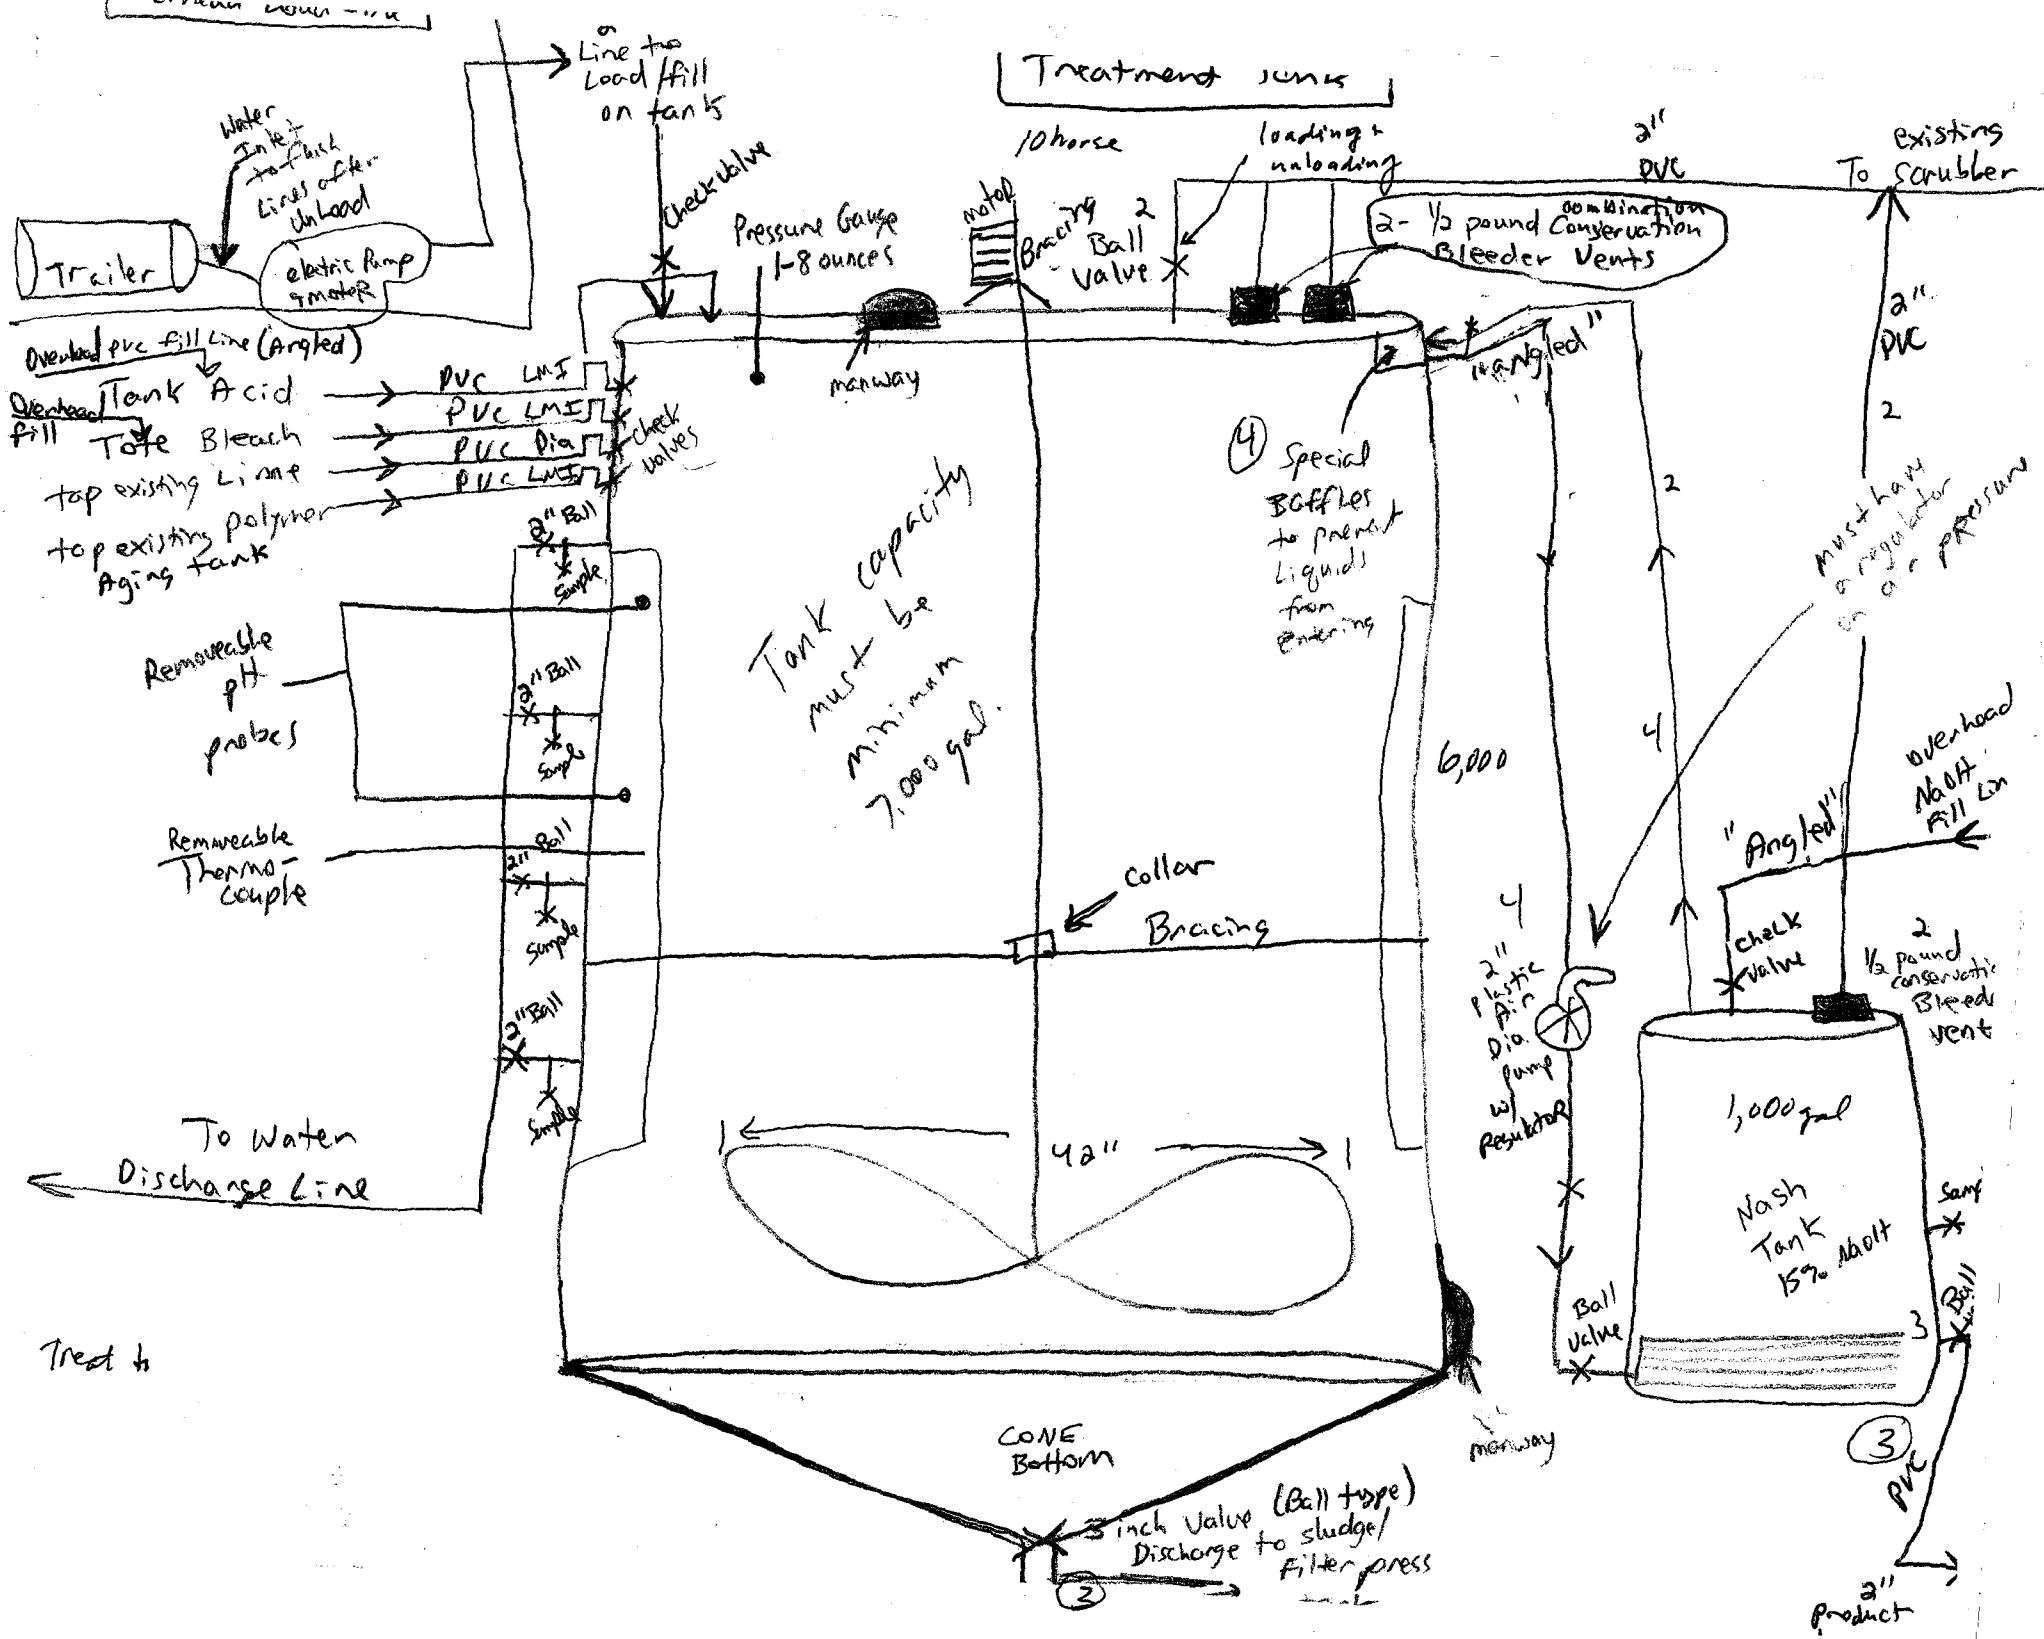 Line to
Load/fill
on tank
Treatment
Water
Inlet
to flush
Lines after
Unload
Trailer
electric Pump
& motor
Check Valve
Pressure Gauge
1-8 ounces
10 horse
motor
Bracing
2
Ball
Valve
loading +
unloading
2"
PVC
To existing
scrubber
2- 1/2 pound combination
Conservation
Bleeder Vents
Overhead PVC fill Line (Angled)
Tank Acid
PVC LMI
Overhead
fill
Tote Bleach
PVC LMI
tap existing Lime
PVC Dia
tap existing polymer
Aging tank
PVC LMI
check
valves
manway
2
"Angled"
2"
PVC
2
4
Special
Baffles
to prevent
Liquids
from
entering
2
must have
a regulator
on air pressure
2" Ball
Sample
Removeable
pH
probes
2" Ball
Sample
Tank capacity
must be
minimum
7,000 gal.
6,000
4
overhead
NaOH
Fill Lin
"Angled"
Removeable
Thermo-
couple
2" Ball
Sample
Collar
Bracing
4
2"
Plastic
Air
Dia.
pump
w/
Regulator
check
valve
2
1/2 pound
conservati
Bleede
vent
2" Ball
Sample
To Water
Discharge Line
42"
1,000 gal
Nash
Tank
15% NaOH
Samp
Ball
3
Ball
Valve
Treat to
manway
CONE
Bottom
3
PVC
3 inch Valve (Ball type)
Discharge to sludge/
Filter press
3
2"
Product